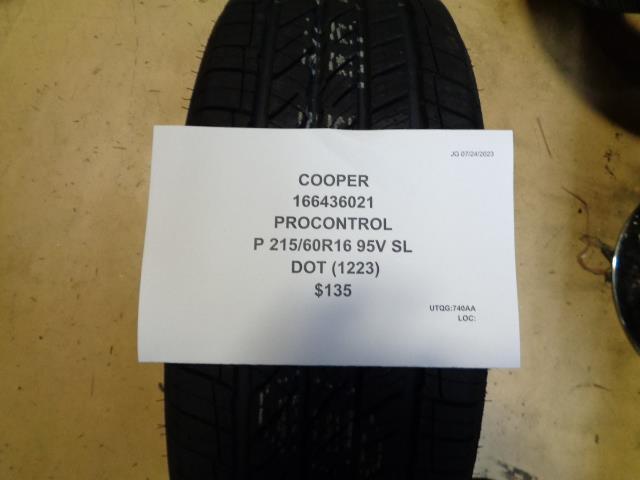 JG 07/24/2023
COOPER
166436021
PROCONTROL
P 215/60R16 95V SL
DOT (1223)
$135
UTQG:740AA
LOC: